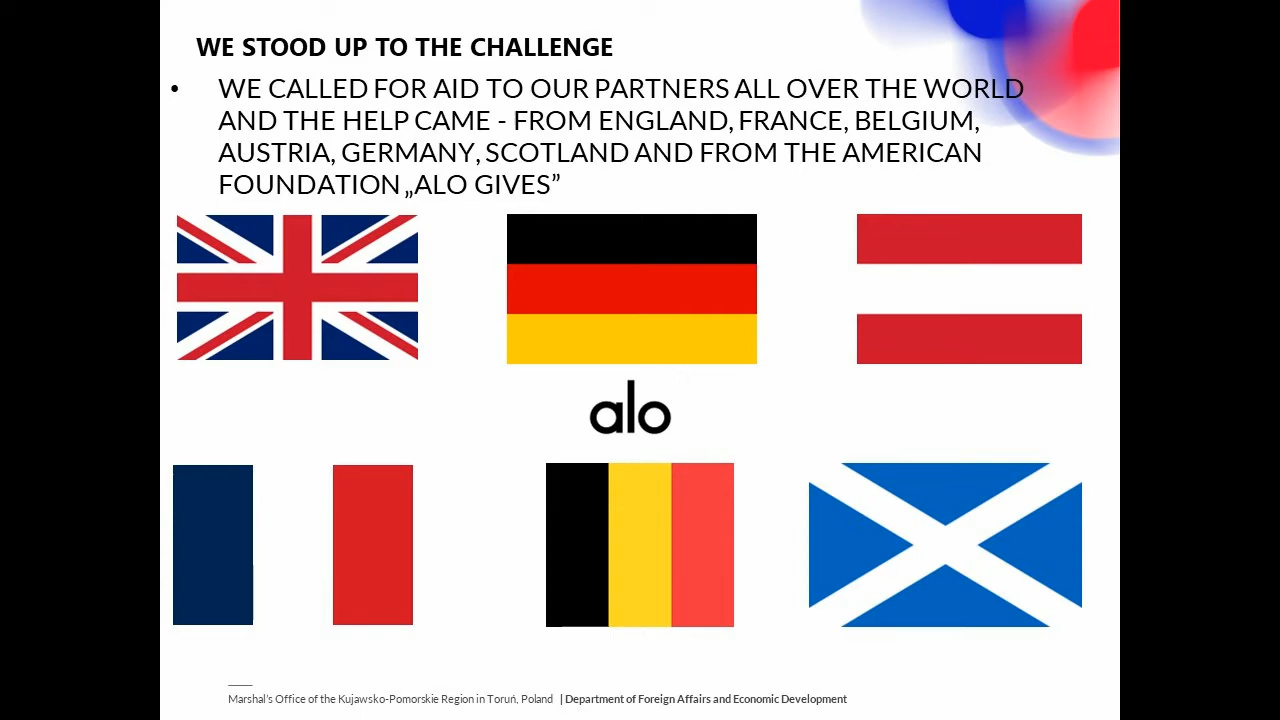 WE STOOD UP TO THE CHALLENGE
• WE CALLED FOR AID TO OUR PARTNERS ALL OVER THE WORLD
AND THE HELP CAME - FROM ENGLAND, FRANCE, BELGIUM,
AUSTRIA, GERMANY, SCOTLAND AND FROM THE AMERICAN
FOUNDATION „ALO GIVES”
alo
Marshal's Office of the Kujawsko-Pomorskie Region in Toruń, Poland | Department of Foreign Affairs and Economic Development